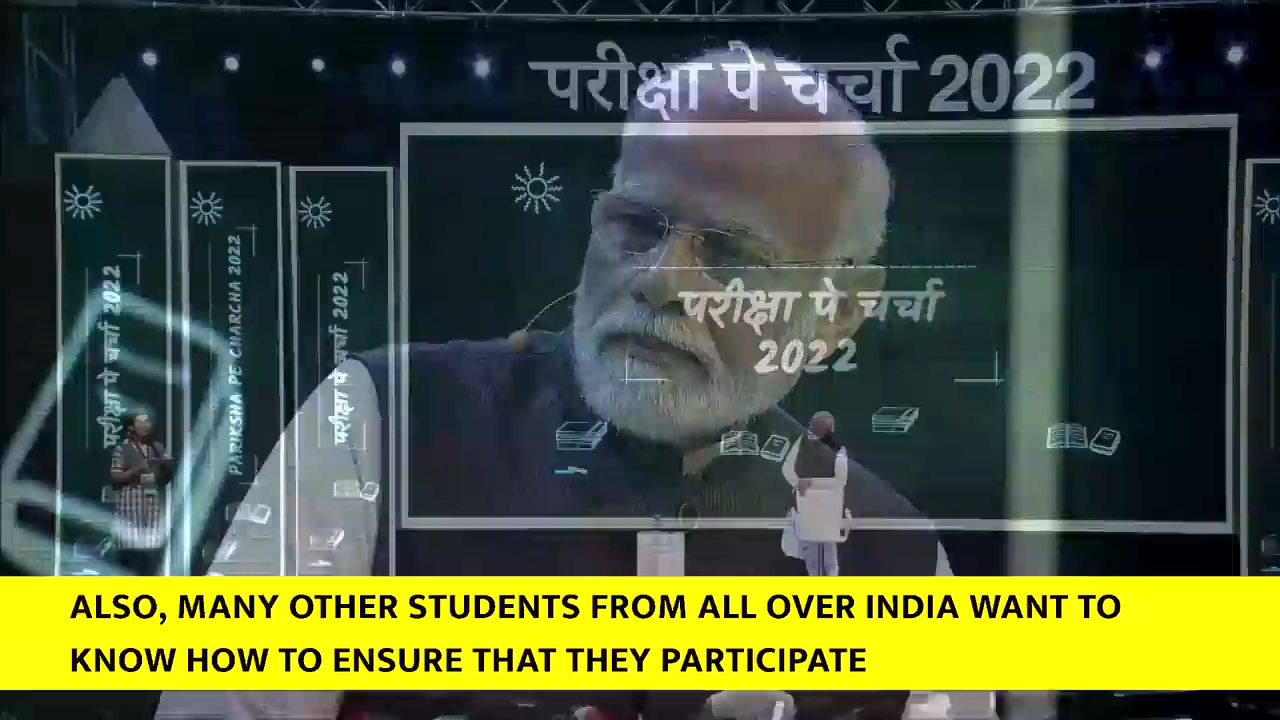 परीक्षा पे चर्चा 2022
परीक्षा पे चर्चा 2022
PARIKSHA PE CHARCHA 2022
परीक्षा पे चर्चा 2022
परीक्षा पे चर्चा
2022
ALSO, MANY OTHER STUDENTS FROM ALL OVER INDIA WANT TO
KNOW HOW TO ENSURE THAT THEY PARTICIPATE